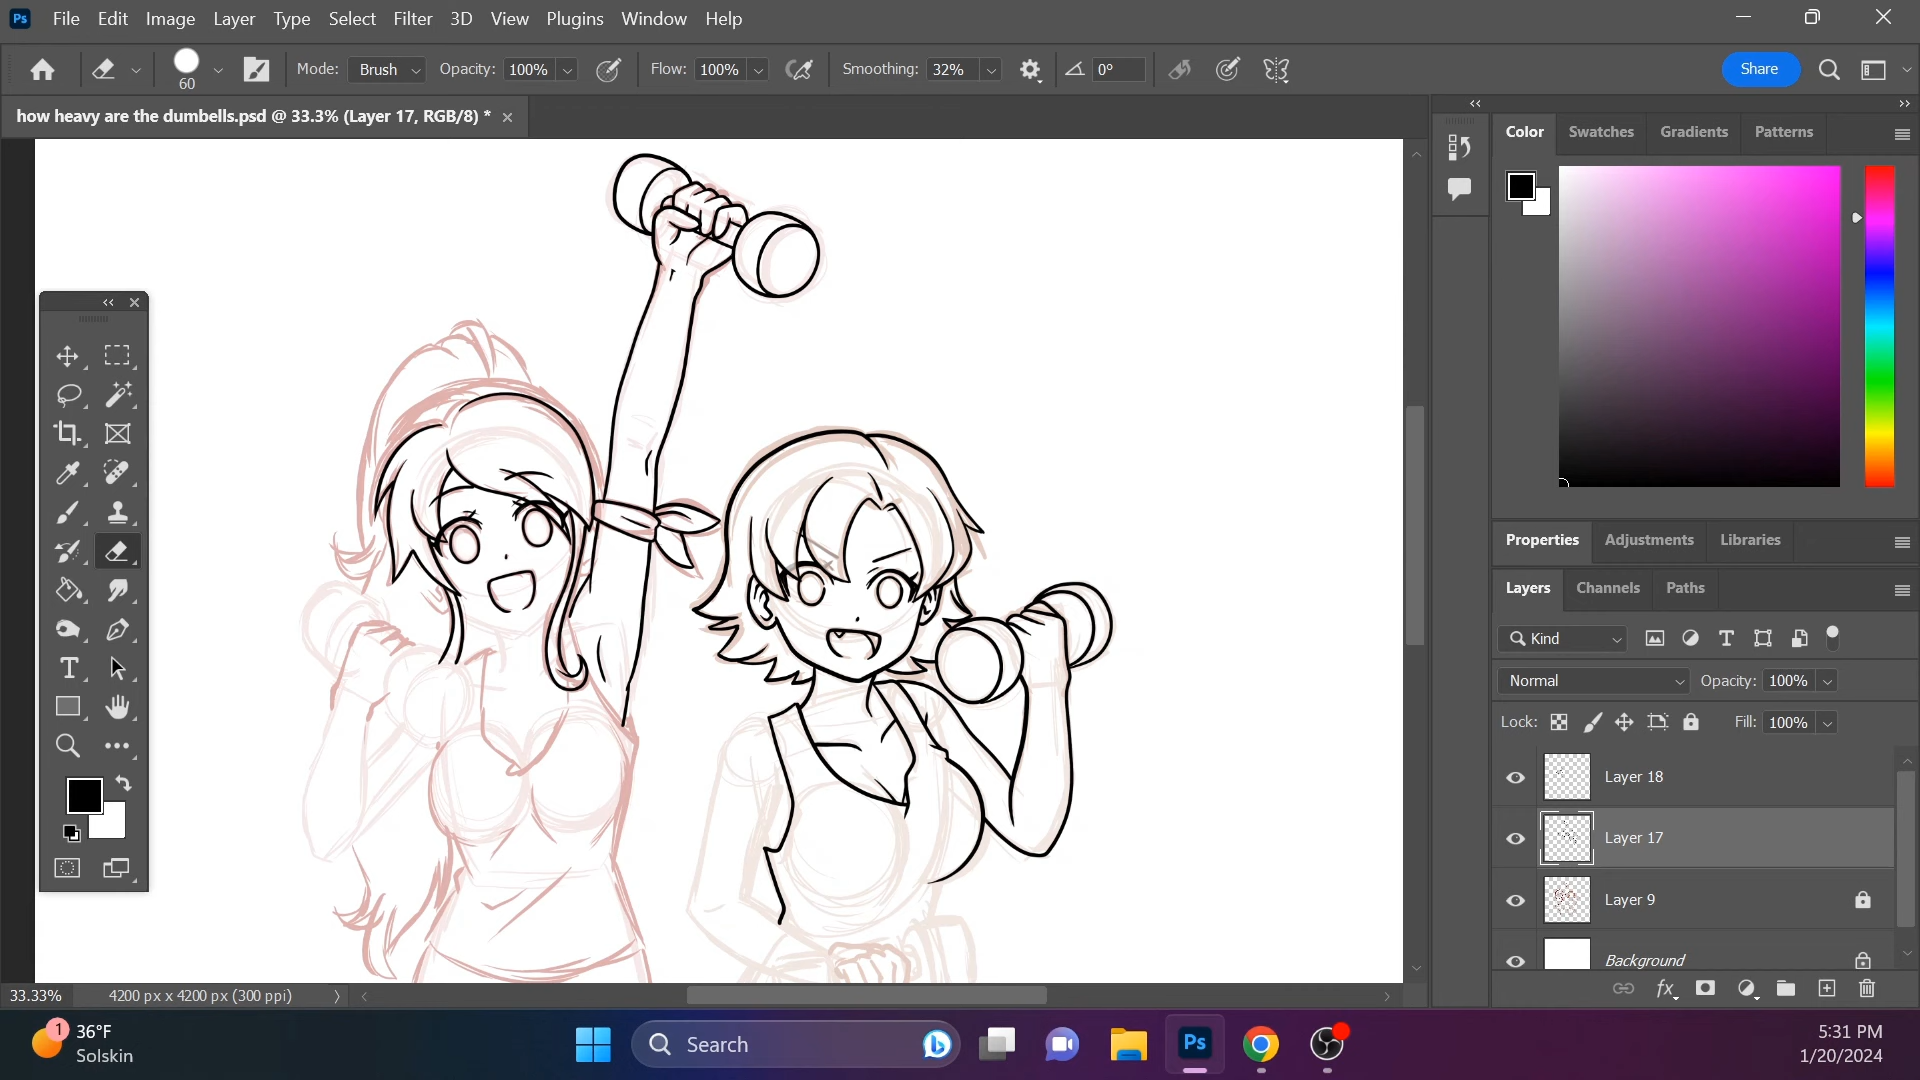 Ps File Edit Image Layer Type Select Filter 3D View Plugins Window Help
60 Mode: Brush Opacity: 100% Flow: 100% Smoothing: 32% 0° Share
how heavy are the dumbells.psd @ 33.3% (Layer 17, RGB/8) *
Color Swatches Gradients Patterns
Properties Adjustments Libraries
Layers Channels Paths
Kind
Normal Opacity: 100%
Lock: Fill: 100%
Layer 18
Layer 17
Layer 9
Background
fx
33.33% 4200 px x 4200 px (300 ppi)
1 36°F
Solskin
Search
Ps
5:31 PM
1/20/2024